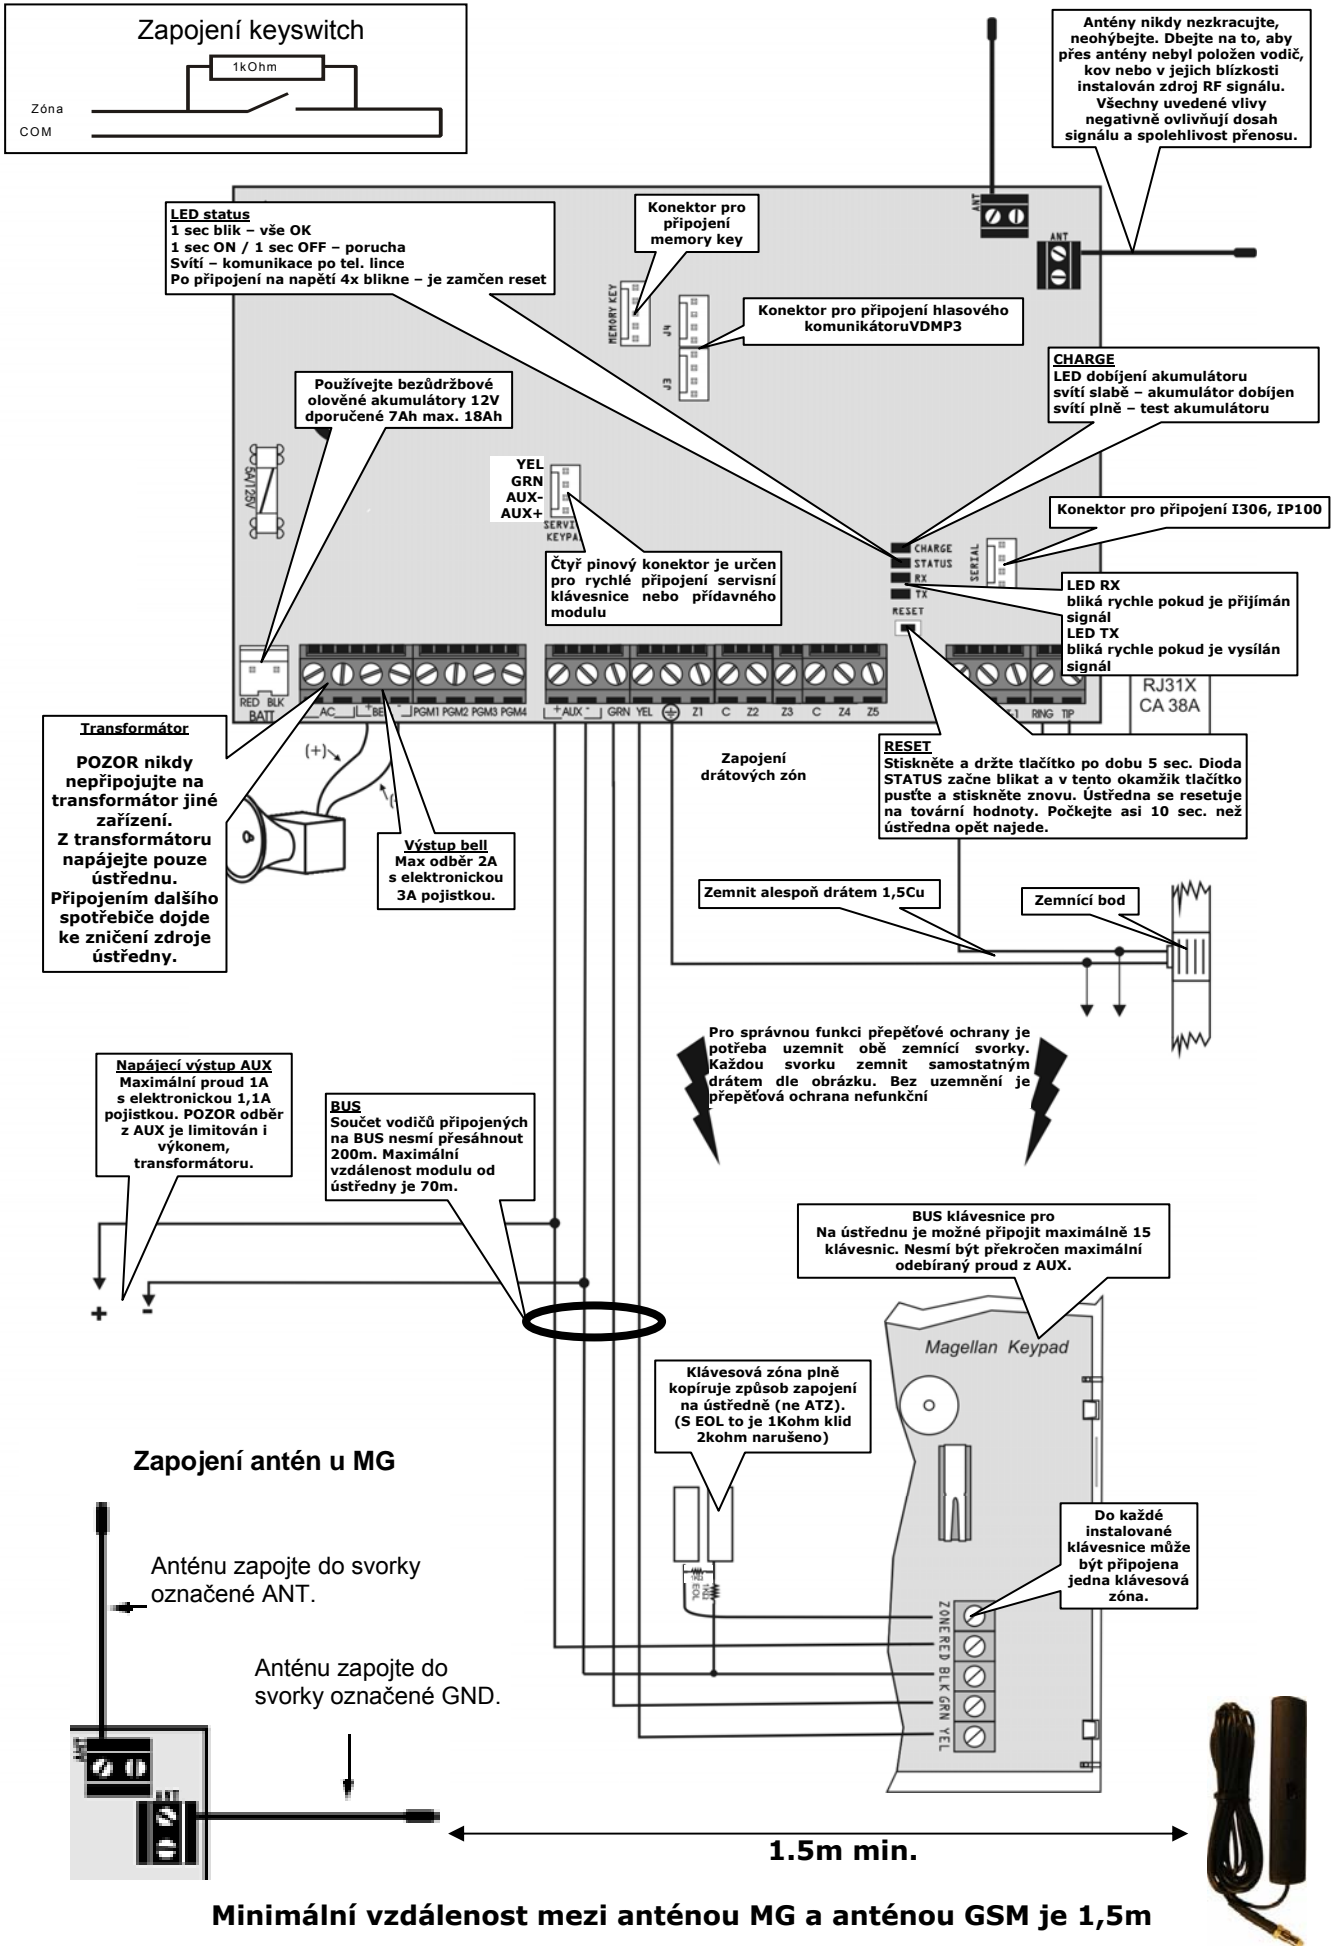 Zapojení keyswitch
1kOhm
Zóna
COM
Antény nikdy nezkracujte,
neohýbejte. Dbejte na to, aby
přes antény nebyl položen vodič,
kov nebo v jejich blízkosti
instalován zdroj RF signálu.
Všechny uvedené vlivy
negativně ovlivňují dosah
signálu a spolehlivost přenosu.
LED status
1 sec blik – vše OK
1 sec ON / 1 sec OFF – porucha
Svítí – komunikace po tel. lince
Po připojení na napětí 4x blikne – je zamčen reset
Konektor pro
připojení
memory key
ANT
ANT
MEMORY KEY
J4
J3
Konektor pro připojení hlasového
komunikátoruVDMP3
CHARGE
LED dobíjení akumulátoru
svítí slabě – akumulátor dobíjen
svítí plně – test akumulátoru
Používejte bezúdržbové
olověné akumulátory 12V
dporučené 7Ah max. 18Ah
5A/125V
YEL
GRN
AUX-
AUX+
Konektor pro připojení I306, IP100
Čtyř pinový konektor je určen
pro rychlé připojení servisní
klávesnice nebo přídavného
modulu
CHARGE
STATUS
RX
TX
RESET
SERIAL
LED RX
bliká rychle pokud je přijímán
signál
LED TX
bliká rychle pokud je vysílán
signál
RJ31X
CA 38A
RED BLK
BATT
AC
+
-
PGM1 PGM2 PGM3 PGM4
+ AUX -
GRN YEL
Z1 C Z2 Z3 C Z4 Z5
RING TIP
Transformátor
POZOR nikdy
nepřipojujte na
transformátor jiné
zařízení.
Z transformátoru
napájejte pouze
ústřednu.
Připojením dalšího
spotřebiče dojde
ke zničení zdroje
ústředny.
(+)
Výstup bell
Max odběr 2A
s elektronickou
3A pojistkou.
Zapojení
drátových zón
RESET
Stiskněte a držte tlačítko po dobu 5 sec. Dioda
STATUS začne blikat a v tento okamžik tlačítko
pusťte a stiskněte znovu. Ústředna se resetuje
na tovární hodnoty. Počkejte asi 10 sec. než
ústředna opět najede.
Zemnit alespoň drátem 1,5Cu
Zemnící bod
Pro správnou funkci přepěťové ochrany je
potřeba uzemnit obě zemnící svorky.
Každou svorku zemnit samostatným
drátem dle obrázku. Bez uzemnění je
přepěťová ochrana nefunkční
Napájecí výstup AUX
Maximální proud 1A
s elektronickou 1,1A
pojistkou. POZOR odběr
z AUX je limitován i
výkonem,
transformátoru.
BUS
Součet vodičů připojených
na BUS nesmí přesáhnout
200m. Maximální
vzdálenost modulu od
ústředny je 70m.
+
-
BUS klávesnice pro
Na ústřednu je možné připojit maximálně 15
klávesnic. Nesmí být překročen maximální
odebíraný proud z AUX.
Magellan Keypad
Klávesová zóna plně
kopíruje způsob zapojení
na ústředně (ne ATZ).
(S EOL to je 1Kohm klid
2kohm narušeno)
Do každé
instalované
klávesnice může
být připojena
jedna klávesová
zóna.
1KΩ
EOL
ZONE
RED
BLK
GRN
YEL
Zapojení antén u MG
Anténu zapojte do svorky
označené ANT.
Anténu zapojte do
svorky označené GND.
ANT
ANT
1.5m min.
Minimální vzdálenost mezi anténou MG a anténou GSM je 1,5m